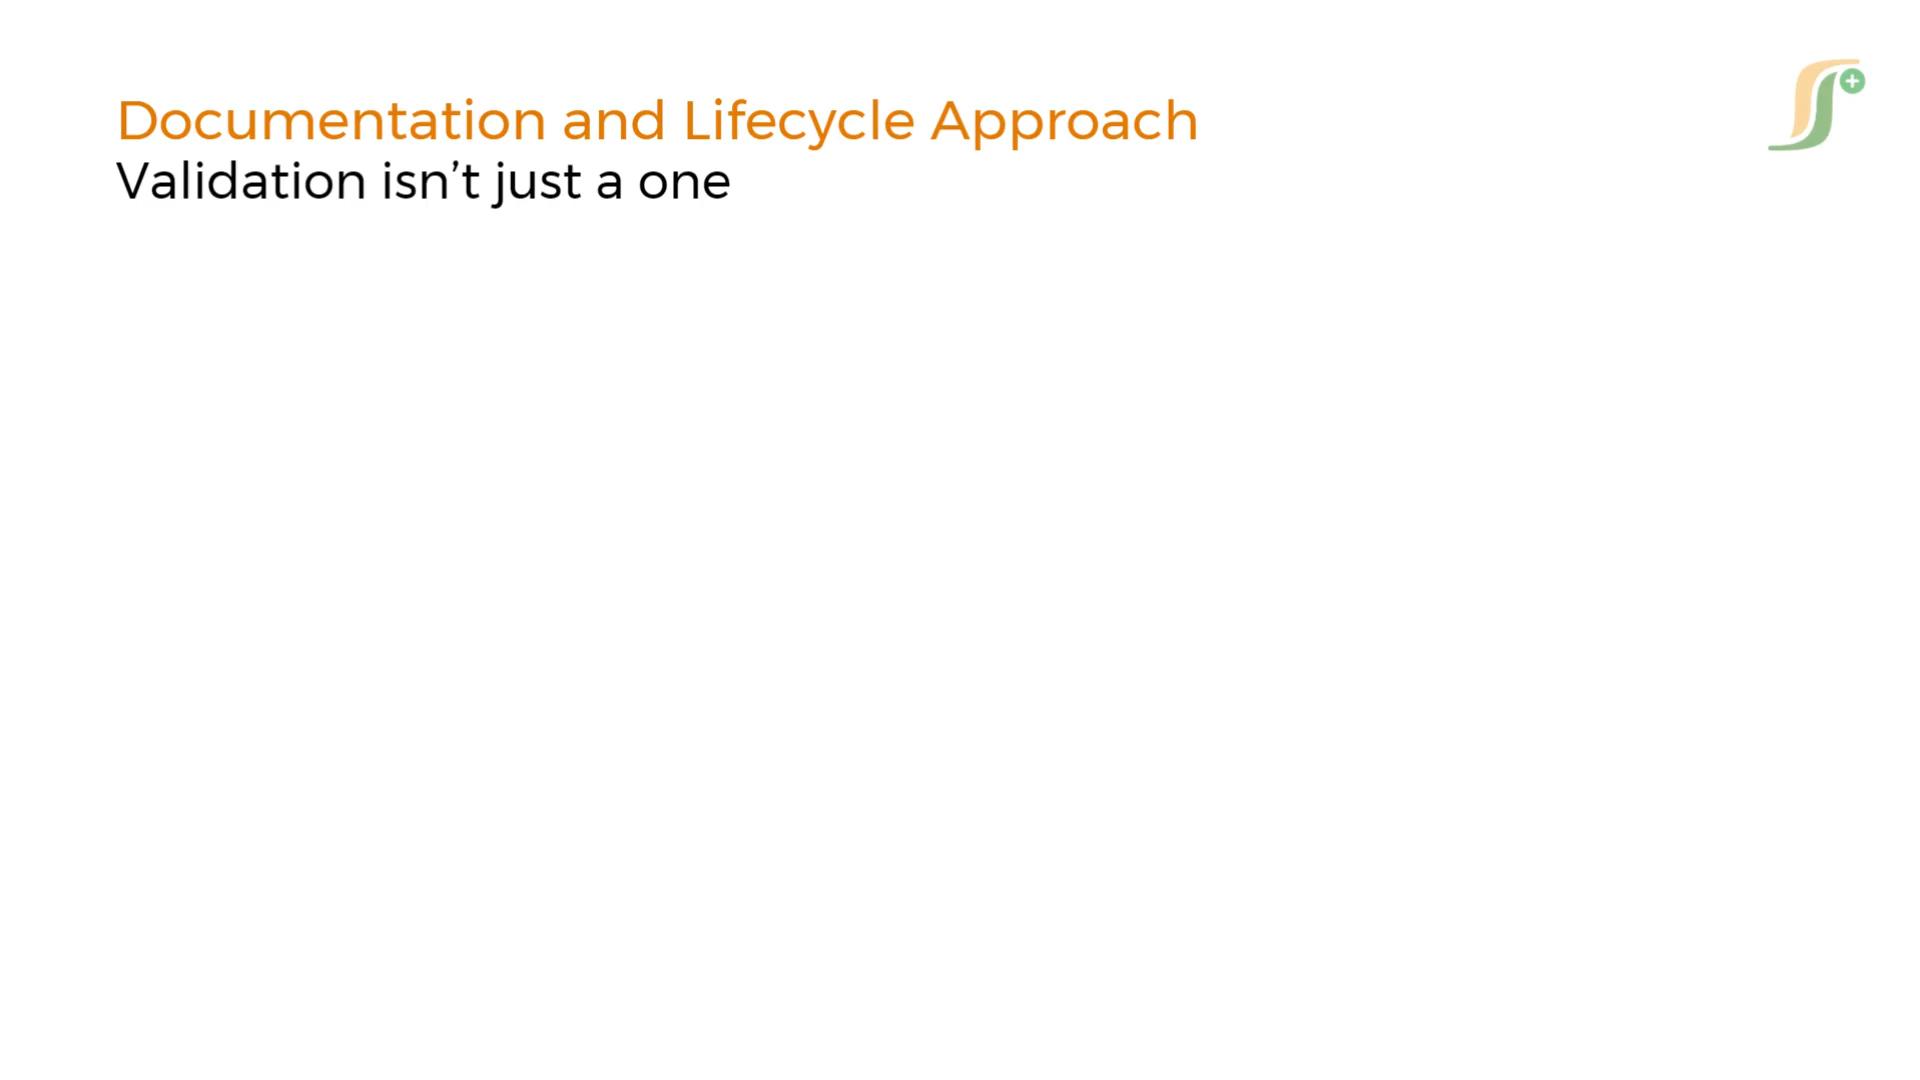 Documentation and Lifecycle Approach
Validation isn’t just a one